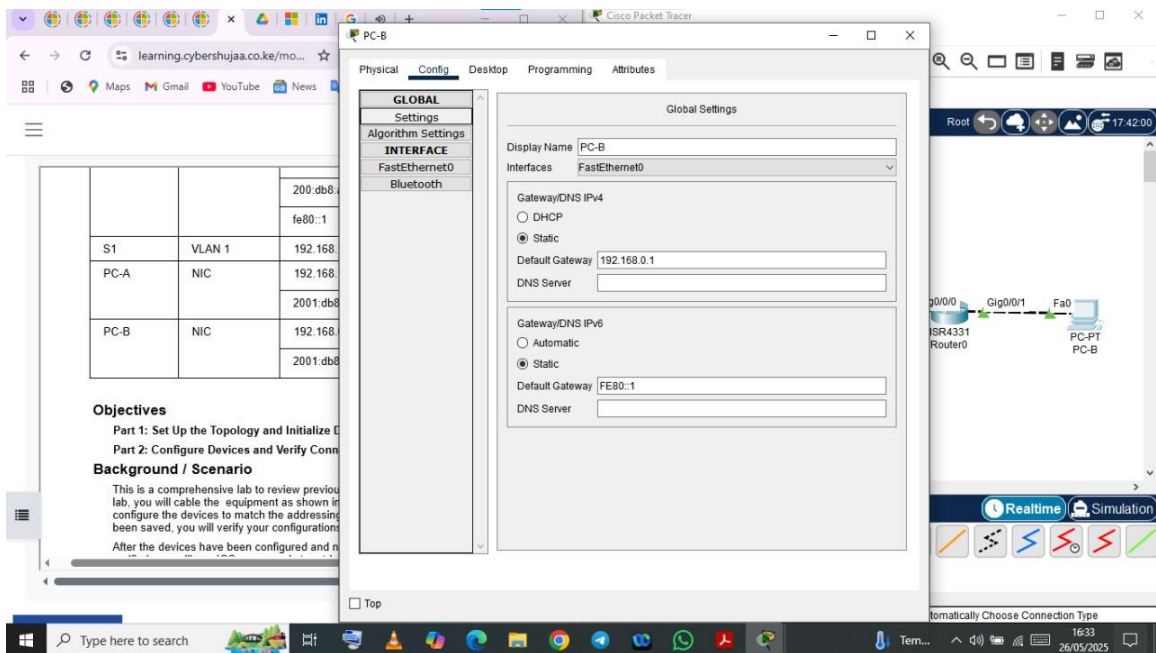 Cisco Packet Tracer
learning.cybershujaa.co.ke/mo...
Maps
Gmail
YouTube
News
PC-B
Physical Config Desktop Programming Attributes
GLOBAL
Settings
Algorithm Settings
INTERFACE
FastEthernet0
Bluetooth
Global Settings
Display Name PC-B
Interfaces FastEthernet0
Gateway/DNS IPv4
DHCP
Static
Default Gateway 192.168.0.1
DNS Server
Gateway/DNS IPv6
Automatic
Static
Default Gateway FE80::1
DNS Server
Top
200:db8:
fe80::1
S1 VLAN 1 192.168.
PC-A NIC 192.168.
2001:db8
PC-B NIC 192.168.
2001:db8
Objectives
Part 1: Set Up the Topology and Initialize
Part 2: Configure Devices and Verify Conn
Background / Scenario
This is a comprehensive lab to review previou
lab, you will cable the equipment as shown in
configure the devices to match the addressing
been saved, you will verify your configurations
After the devices have been configured and n
Root 17:42:00
g0/0/0 Gig0/0/1 Fa0
ISR4331
Router0
PC-PT
PC-B
Realtime Simulation
tomatically Choose Connection Type
Type here to search
Tem...
16:33
26/05/2025